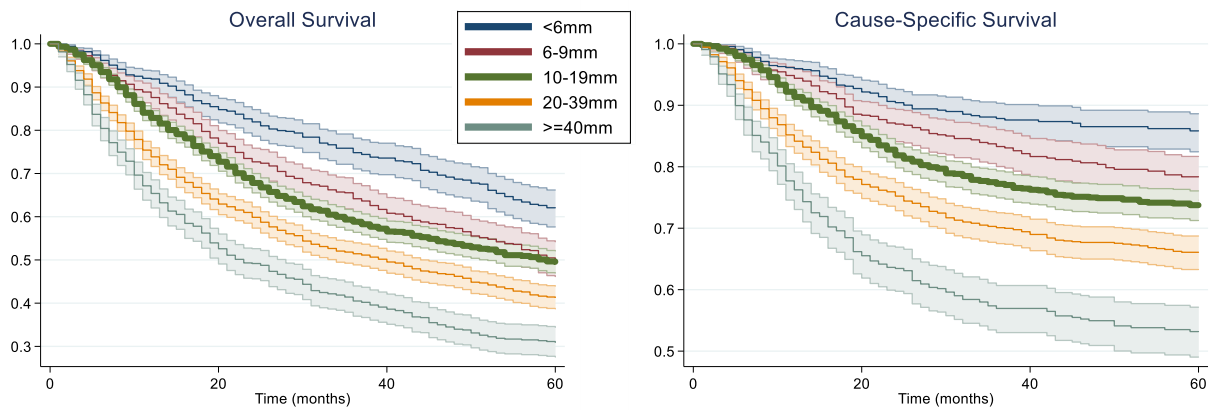 Overall Survival
1.0
0.9
0.8
0.7
0.6
0.5
0.4
0.3
0 20 40 60
Time (months)
<6mm
6-9mm
10-19mm
20-39mm
>=40mm
Cause-Specific Survival
1.0
0.9
0.8
0.7
0.6
0.5
0 20 40 60
Time (months)